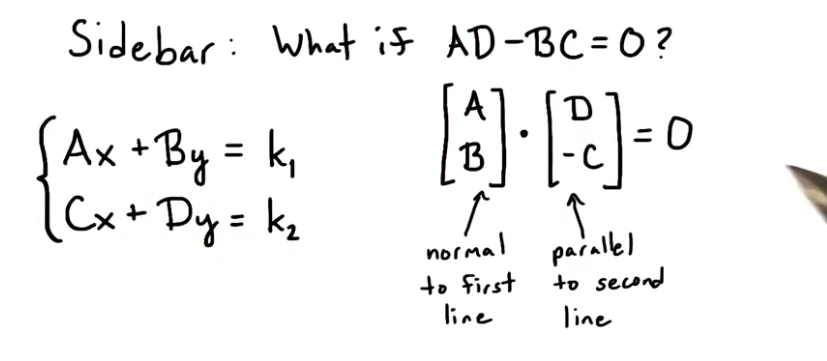 Sidebar: What if AD-BC=0?
Ax + By = k₁
Cx + Dy = k₂
[A B] · [D -C] = 0
normal to first line
parallel to second line